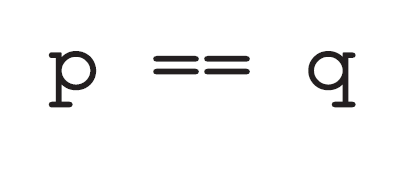 p == q